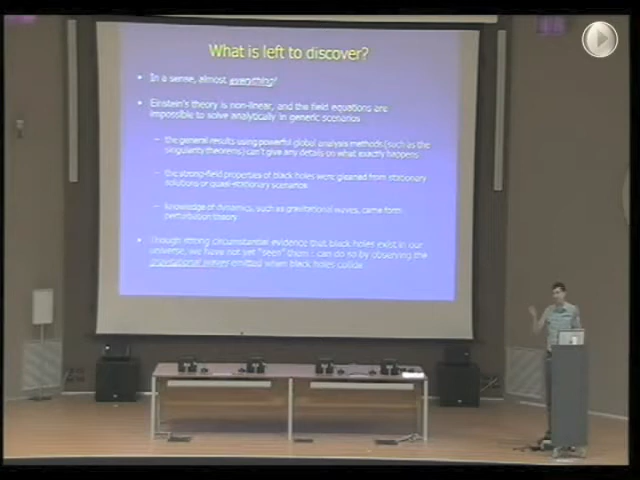 What is left to discover?
• In a sense, almost everything!
• Einstein's theory is non-linear, and the field equations are
impossible to solve analytically in generic scenarios
– the general results using powerful global analysis methods (such as the
singularity theorems) can't give any details on what exactly happens
– the strong-field properties of black holes were gleaned from stationary
solutions or quasi-stationary scenarios
– knowledge of dynamics, such as gravitational waves, came form
perturbation theory
• Though strong circumstantial evidence that black holes exist in our
universe, we have not yet "seen" them : can do so by observing the
gravitational waves emitted when black holes collide